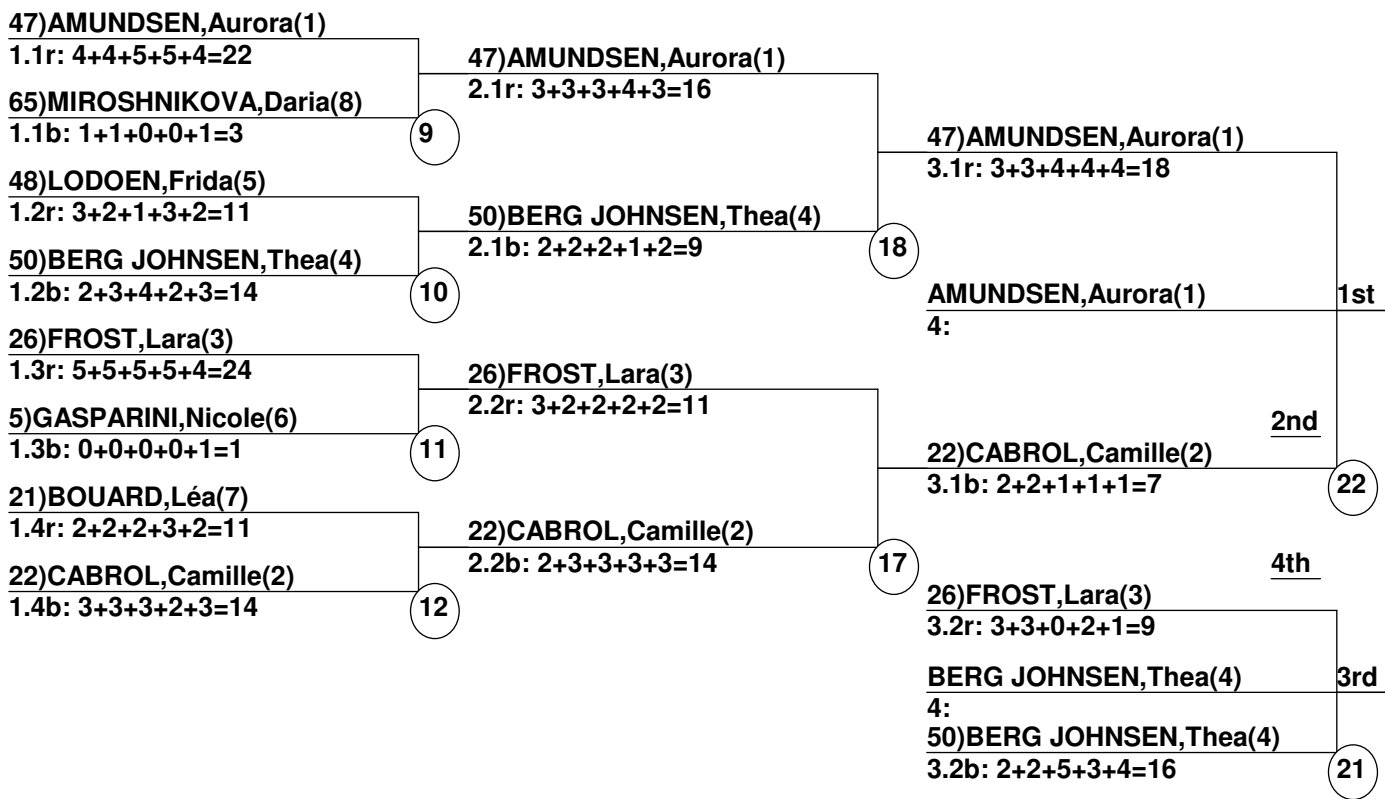 47)AMUNDSEN,Aurora(1)
1.1r: 4+4+5+5+4=22
65)MIROSHNIKOVA,Daria(8)
1.1b: 1+1+0+0+1=3
9
48)LODOEN,Frida(5)
1.2r: 3+2+1+3+2=11
50)BERG JOHNSEN,Thea(4)
1.2b: 2+3+4+2+3=14
10
26)FROST,Lara(3)
1.3r: 5+5+5+5+4=24
5)GASPARINI,Nicole(6)
1.3b: 0+0+0+0+1=1
11
21)BOUARD,Léa(7)
1.4r: 2+2+2+3+2=11
22)CABROL,Camille(2)
1.4b: 3+3+3+2+3=14
12
47)AMUNDSEN,Aurora(1)
2.1r: 3+3+3+4+3=16
50)BERG JOHNSEN,Thea(4)
2.1b: 2+2+2+1+2=9
18
26)FROST,Lara(3)
2.2r: 3+2+2+2+2=11
22)CABROL,Camille(2)
2.2b: 2+3+3+3+3=14
17
47)AMUNDSEN,Aurora(1)
3.1r: 3+3+4+4+4=18
AMUNDSEN,Aurora(1) 1st
4:
2nd
22)CABROL,Camille(2)
3.1b: 2+2+1+1+1=7
22
4th
26)FROST,Lara(3)
3.2r: 3+3+0+2+1=9
BERG JOHNSEN,Thea(4) 3rd
4:
50)BERG JOHNSEN,Thea(4)
3.2b: 2+2+5+3+4=16
21